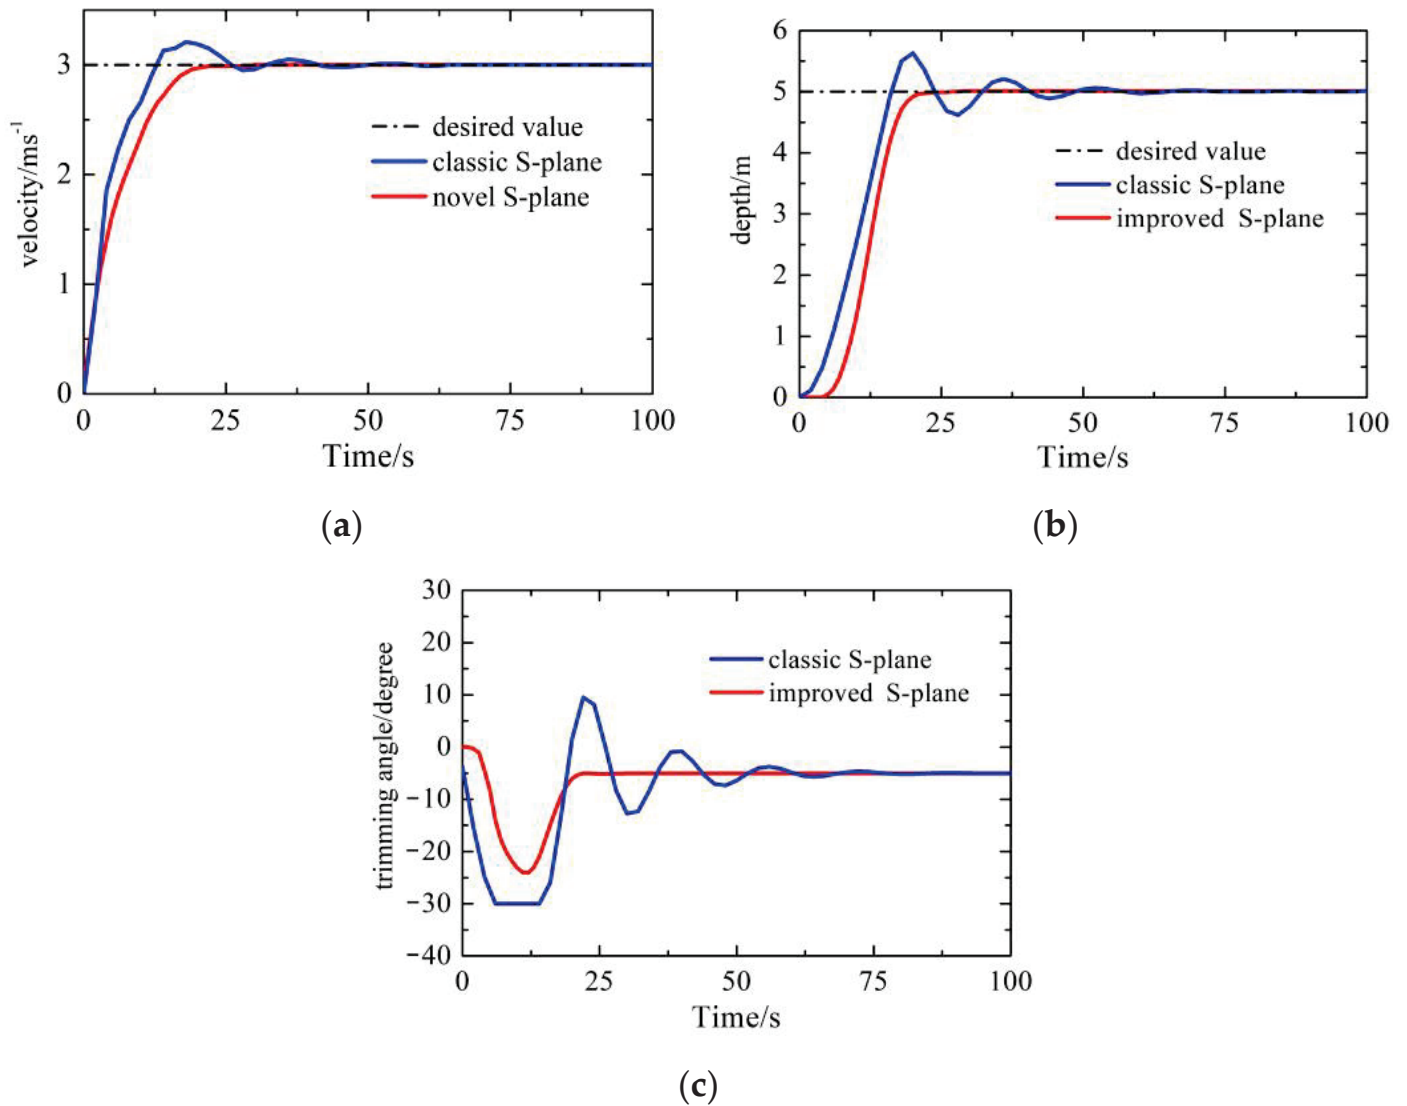 3
2
1
0
velocity/ms-1
desired value
classic S-plane
novel S-plane
0 25 50 75 100
Time/s
(a)
6
5
4
3
2
1
0
depth/m
desired value
classic S-plane
improved S-plane
0 25 50 75 100
Time/s
(b)
30
20
10
0
-10
-20
-30
-40
trimming angle/degree
classic S-plane
improved S-plane
0 25 50 75 100
Time/s
(c)